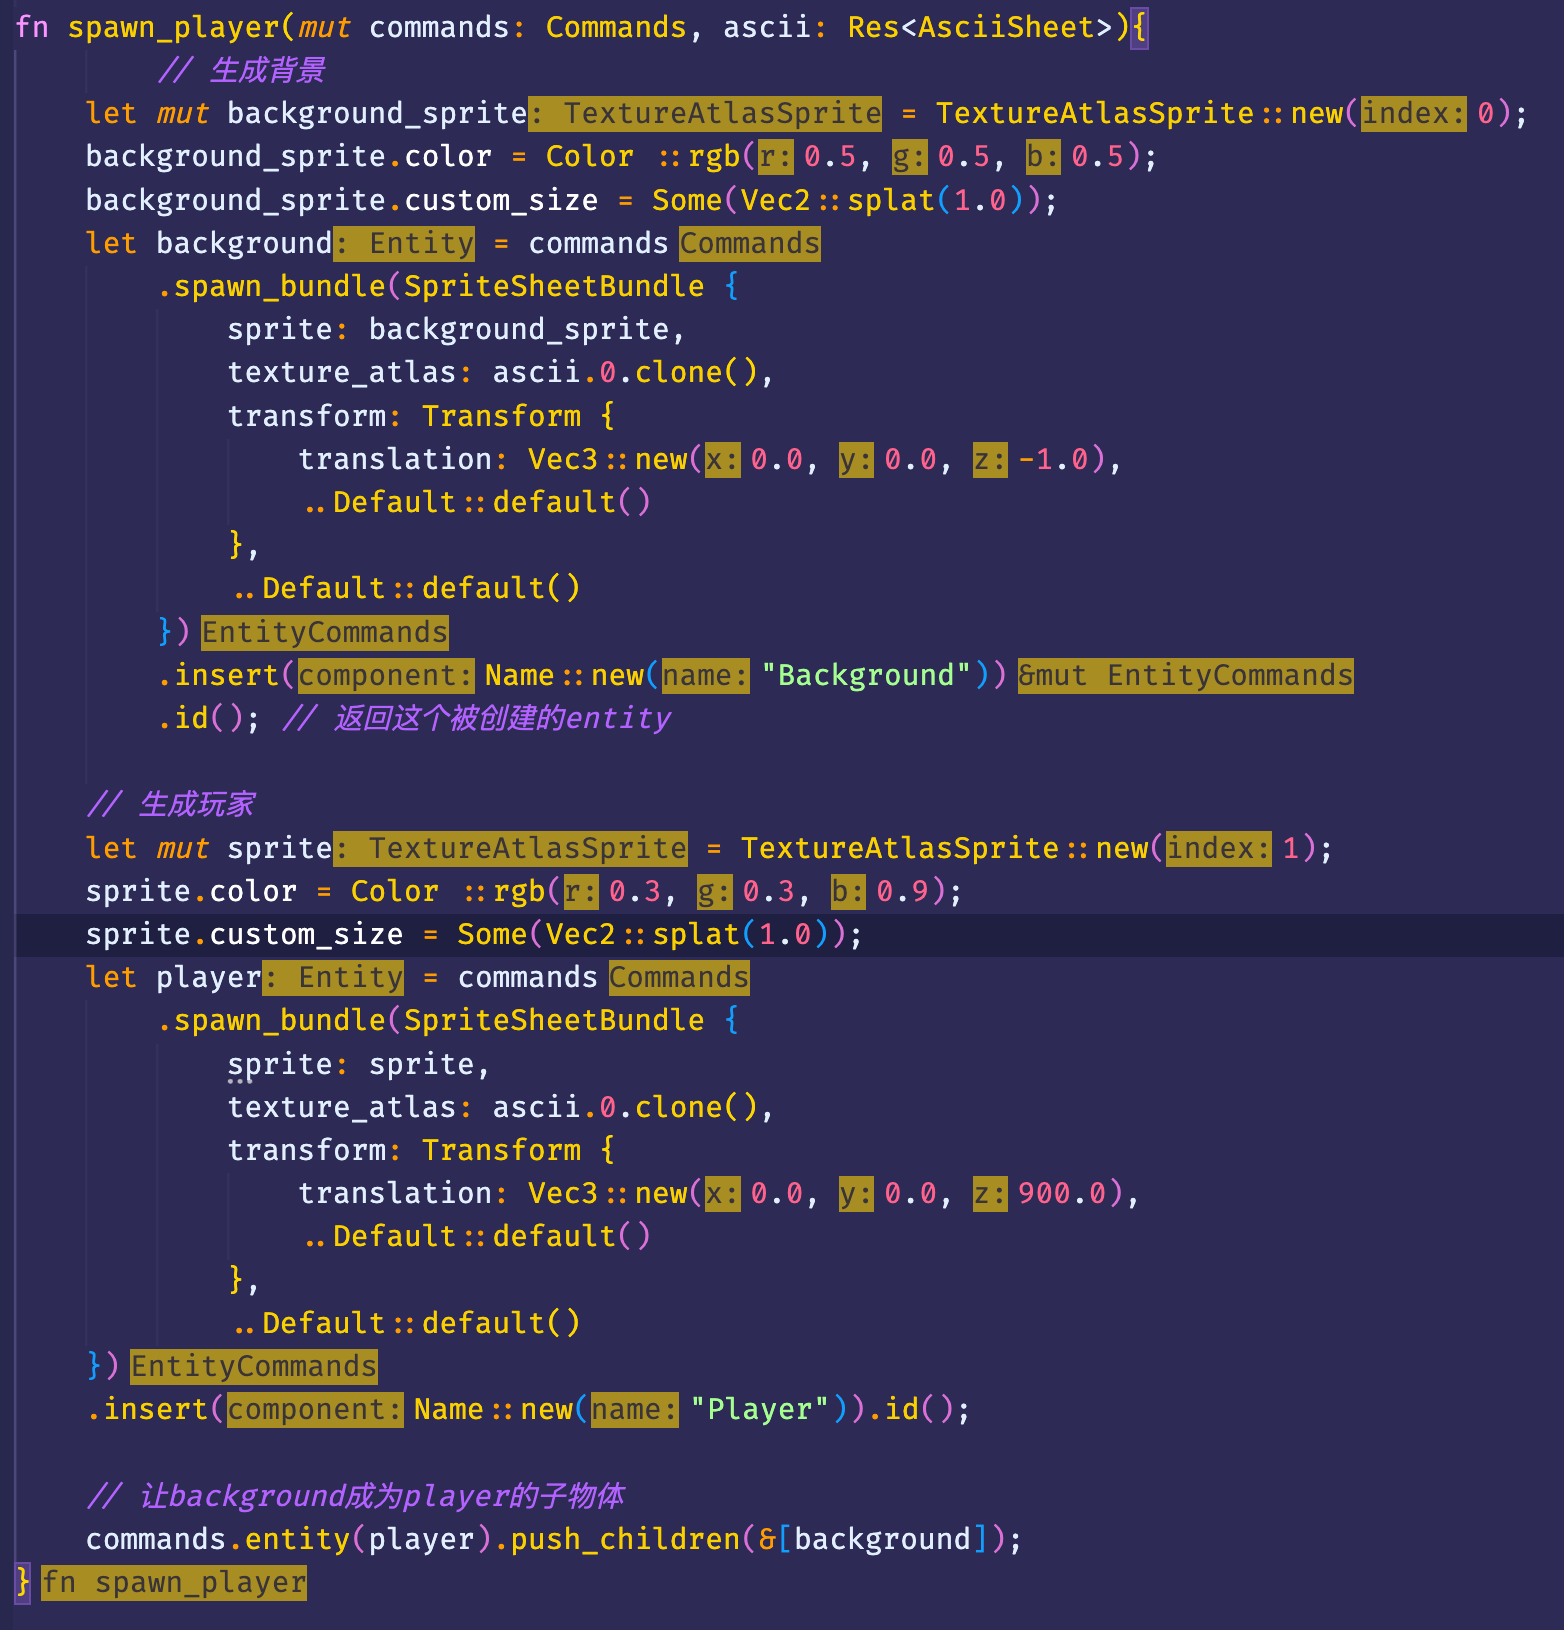 fn spawn_player(mut commands: Commands, ascii: Res<AsciiSheet>){
// 生成背景
let mut background_sprite: TextureAtlasSprite = TextureAtlasSprite::new(index: 0);
background_sprite.color = Color ::rgb(r: 0.5, g: 0.5, b: 0.5);
background_sprite.custom_size = Some(Vec2::splat(1.0));
let background: Entity = commands Commands
.spawn_bundle(SpriteSheetBundle {
sprite: background_sprite,
texture_atlas: ascii.0.clone(),
transform: Transform {
translation: Vec3::new(x: 0.0, y: 0.0, z: -1.0),
..Default::default()
},
..Default::default()
}) EntityCommands
.insert(component: Name::new(name: "Background")) &mut EntityCommands
.id(); // 返回这个被创建的entity
// 生成玩家
let mut sprite: TextureAtlasSprite = TextureAtlasSprite::new(index: 1);
sprite.color = Color ::rgb(r: 0.3, g: 0.3, b: 0.9);
sprite.custom_size = Some(Vec2::splat(1.0));
let player: Entity = commands Commands
.spawn_bundle(SpriteSheetBundle {
sprite: sprite,
texture_atlas: ascii.0.clone(),
transform: Transform {
translation: Vec3::new(x: 0.0, y: 0.0, z: 900.0),
..Default::default()
},
..Default::default()
}) EntityCommands
.insert(component: Name::new(name: "Player")).id();
// 让background成为player的子物体
commands.entity(player).push_children(&[background]);
} fn spawn_player